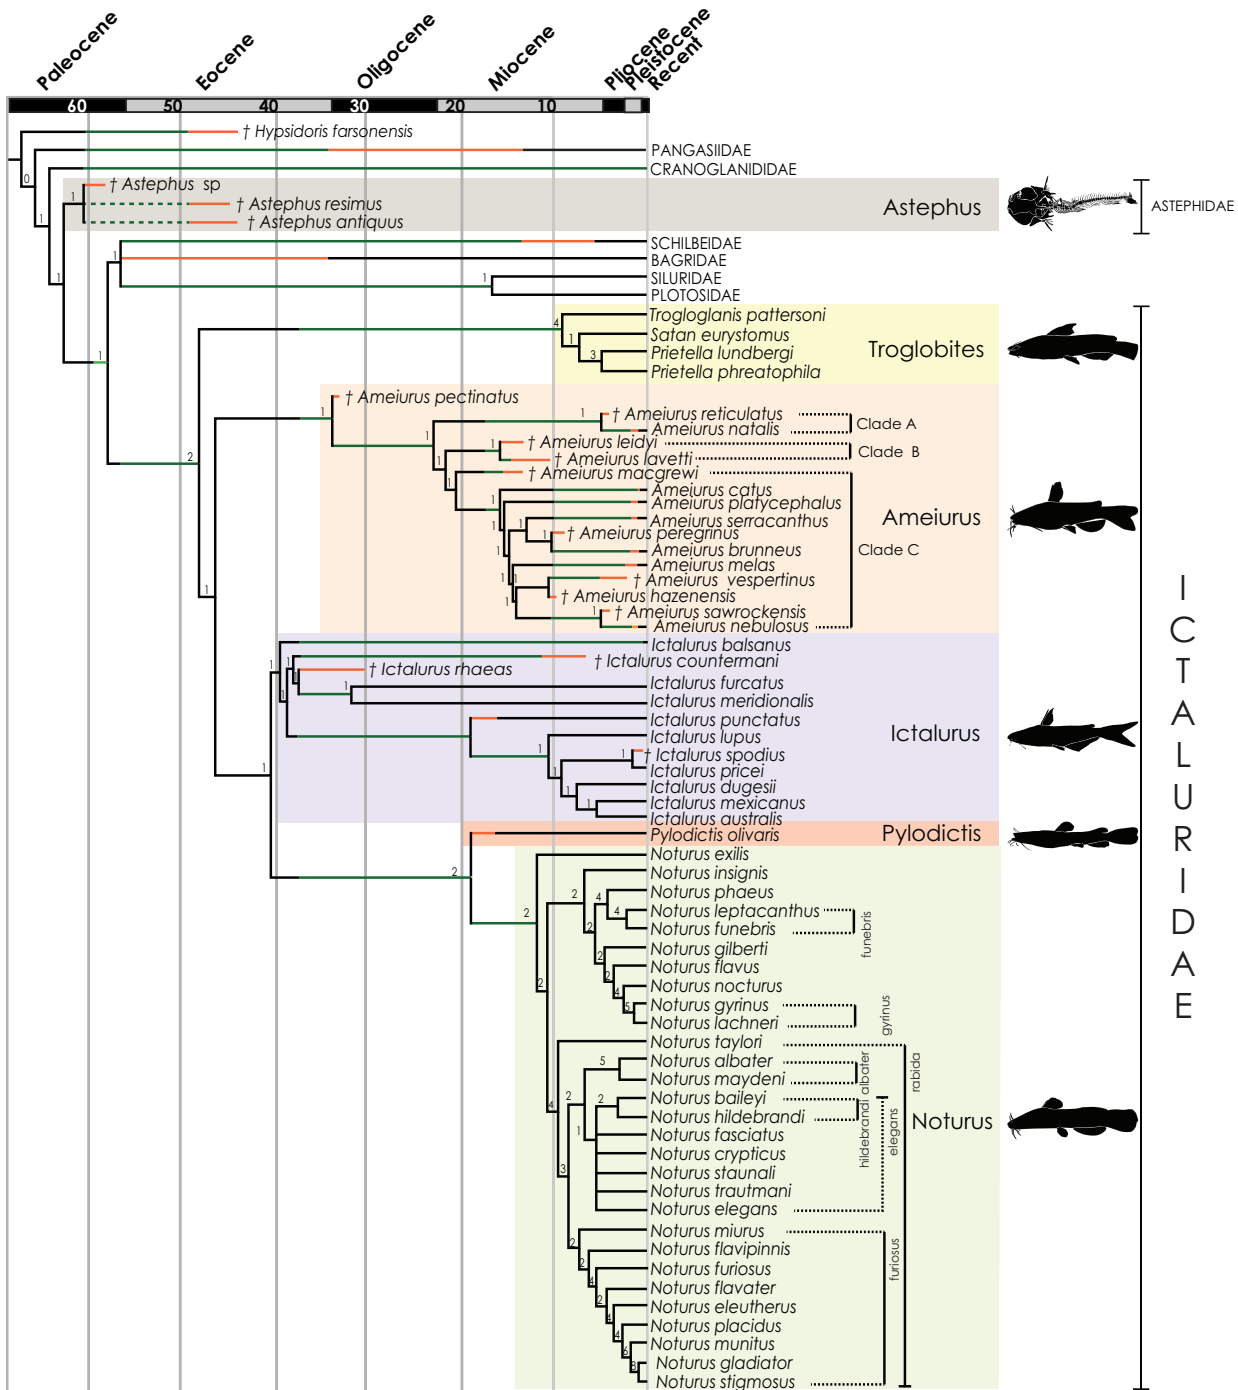 Paleocene
Eocene
Oligocene
Miocene
Pliocene
Pleistocene
Recent
60 50 40 30 20 10
† Hypsidoris farsonensis
PANGASIIDAE
CRANOGLANIDIDAE
† Astephus sp
† Astephus resimus
† Astephus antiquus
Astephus
ASTEPHIDAE
SCHILBEIDAE
BAGRIDAE
SILURIDAE
PLOTOSIDAE
Trogloglanis pattersoni
Satan eurystomus
Prietella lundbergi
Prietella phreatophila
Troglobites
† Ameiurus pectinatus
† Ameiurus reticulatus
Ameiurus natalis
Clade A
† Ameiurus leidyi
† Ameiurus lavetti
Clade B
† Ameiurus macgrewi
Ameiurus catus
Ameiurus platycephalus
Ameiurus serracanthus
† Ameiurus peregrinus
Ameiurus brunneus
Ameiurus melas
† Ameiurus vespertinus
† Ameiurus hazenensis
† Ameiurus sawrockensis
Ameiurus nebulosus
Ameiurus
Clade C
Ictalurus balsanus
† Ictalurus countermani
† Ictalurus rhaeas
Ictalurus furcatus
Ictalurus meridionalis
Ictalurus punctatus
Ictalurus lupus
† Ictalurus spodius
Ictalurus pricei
Ictalurus dugesii
Ictalurus mexicanus
Ictalurus australis
Ictalurus
Pylodictis olivaris
Pylodictis
Noturus exilis
Noturus insignis
Noturus phaeus
Noturus leptacanthus
Noturus funebris
funebris
Noturus gilberti
Noturus flavus
Noturus nocturus
Noturus gyrinus
Noturus lachneri
gyrinus
Noturus taylori
Noturus albater
Noturus maydeni
albater
Noturus baileyi
Noturus hildebrandi
hildebrandi
Noturus fasciatus
Noturus crypticus
Noturus staunali
Noturus trautmani
Noturus elegans
elegans
rabida
Noturus
Noturus miurus
Noturus flavipinnis
Noturus furiosus
Noturus flavater
Noturus eleutherus
Noturus placidus
Noturus munitus
Noturus gladiator
Noturus stigmosus
furiosus
ICTALURIDAE